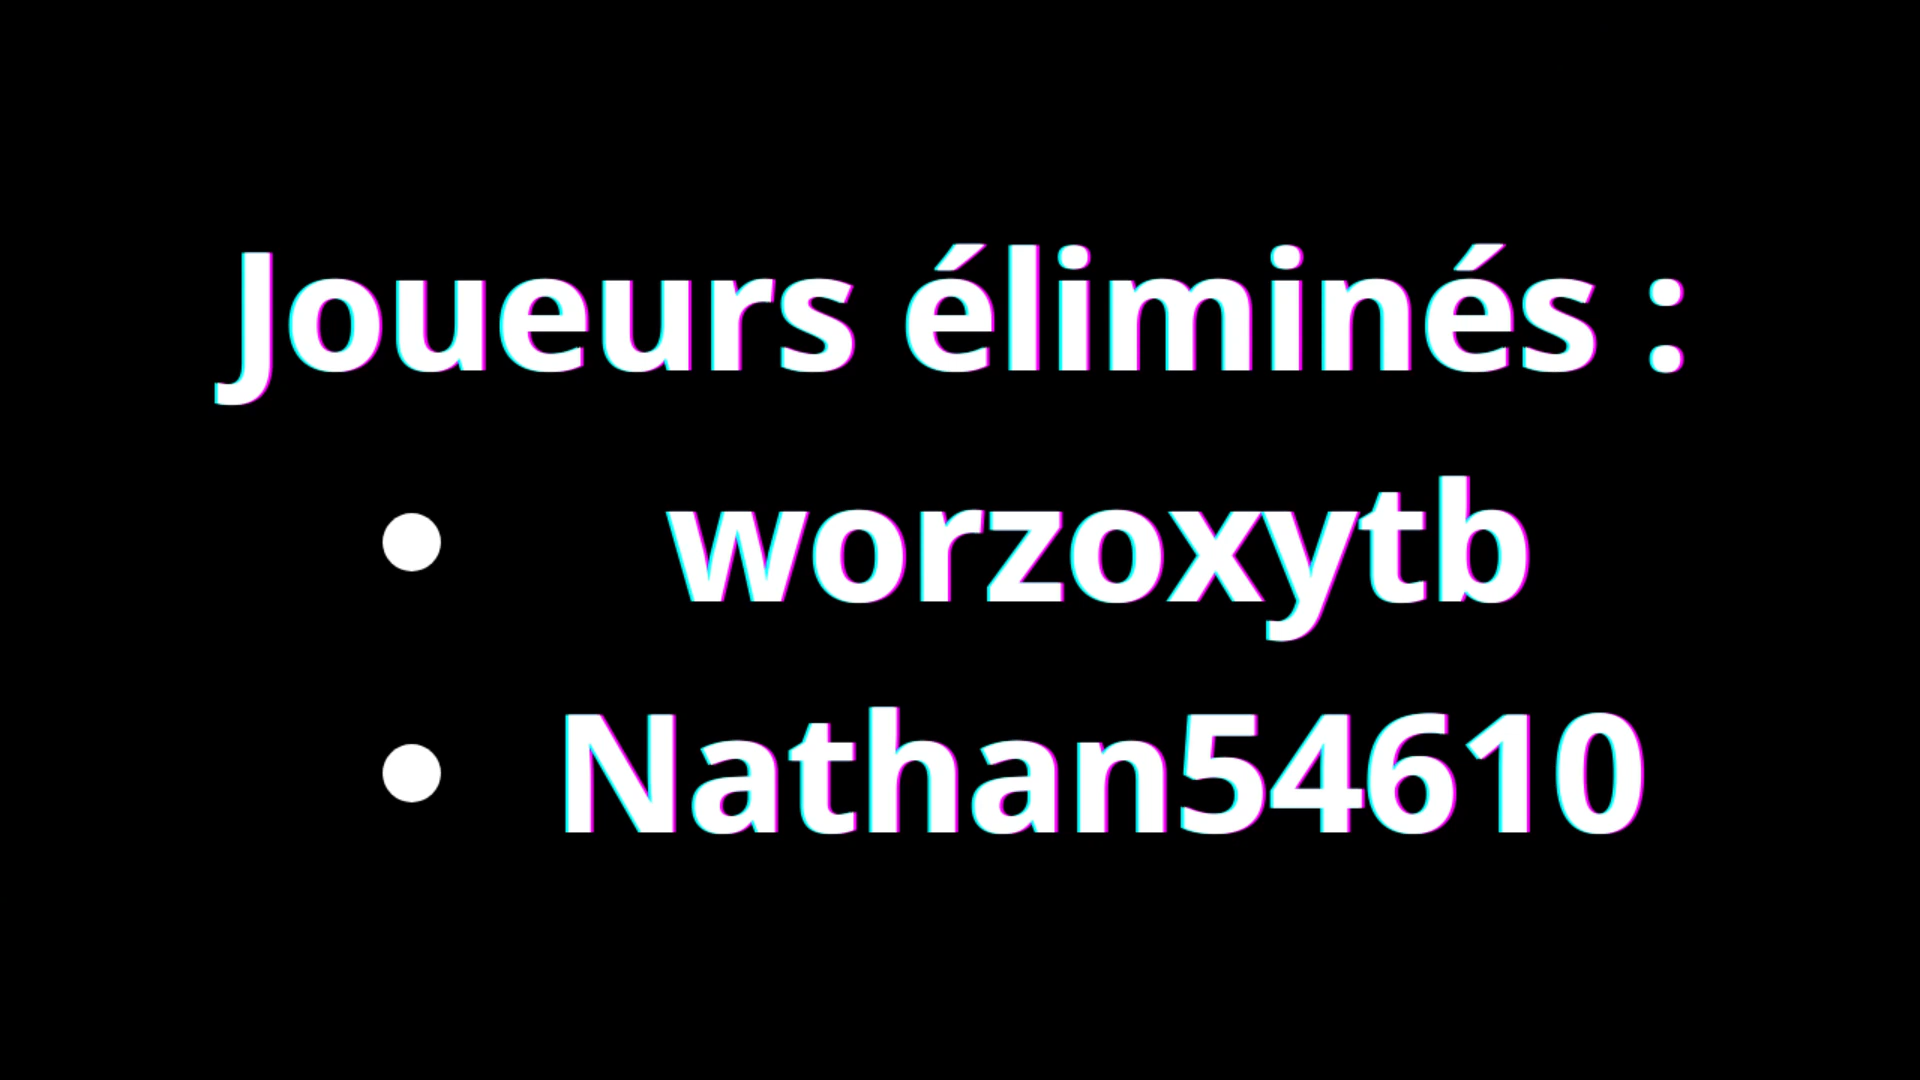 Joueurs éliminés :
• worzoxytb
• Nathan54610